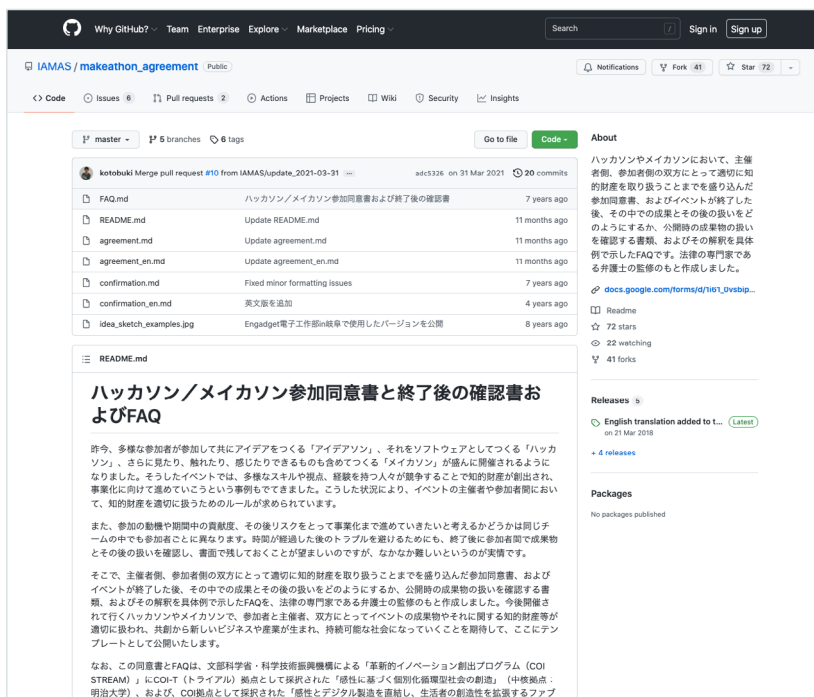 Why GitHub? Team Enterprise Explore Marketplace Pricing Search / Sign in Sign up
IAMAS / makeathon_agreement Public Notifications Fork 41 Star 72
Code Issues 6 Pull requests 2 Actions Projects Wiki Security Insights
master 5 branches 6 tags Go to file Code
kotobuki Merge pull request #10 from IAMAS/update_2021-03-31 ... adc5326 on 31 Mar 2021 20 commits
FAQ.md ハッカソン／メイカソン参加同意書および終了後の確認書 7 years ago
README.md Update README.md 11 months ago
agreement.md Update agreement.md 11 months ago
agreement_en.md Update agreement_en.md 11 months ago
confirmation.md Fixed minor formatting issues 7 years ago
confirmation_en.md 英文版を追加 4 years ago
idea_sketch_examples.jpg Engadget電子工作部in岐阜で使用したバージョンを公開 8 years ago
README.md
ハッカソン／メイカソン参加同意書と終了後の確認書お
よびFAQ
昨今、多様な参加者が参加して共にアイデアをつくる「アイデアソン」、それをソフトウェアとしてつくる「ハッカ
ソン」、さらに見たり、触れたり、感じたりできるものも含めてつくる「メイカソン」が盛んに開催されるように
なりました。そうしたイベントでは、多様なスキルや視点、経験を持つ人々が競争することで知的財産が創出され、
事業化に向けて進めていこうという事例もでてきました。こうした状況により、イベントの主催者や参加者間におい
て、知的財産を適切に扱うためのルールが求められています。
また、参加の動機や期間中の貢献度、その後リスクをとって事業化まで進めていきたいと考えるかどうかは同じチ
ームの中でも参加者ごとに異なります。時間が経過した後のトラブルを避けるためにも、終了後に参加者間で成果物
とその後の扱いを確認し、書面で残しておくことが望ましいのですが、なかなか難しいというのが実情です。
そこで、主催者側、参加者側の双方にとって適切に知的財産を取り扱うことまでを盛り込んだ参加同意書、および
イベントが終了した後、その中での成果とその後の扱いをどのようにするか、公開時の成果物の扱いを確認する書
類、およびその解釈を具体例で示したFAQを、法律の専門家である弁護士の監修のもと作成しました。今後開催さ
れて行くハッカソンやメイカソンで、参加者と主催者、双方にとってイベントの成果物やそれに関する知的財産等が
適切に扱われ、共創から新しいビジネスや産業が生まれ、持続可能な社会になっていくことを期待して、ここにテン
プレートとして公開いたします。
なお、この同意書とFAQは、文部科学省・科学技術振興機構による「革新的イノベーション創出プログラム（COI
STREAM）」にCOI-T（トライアル）拠点として採択された「感性に基づく個別化循環型社会の創造」（中核拠点：
明治大学）、および、COI拠点として採択された「感性とデジタル製造を直結し、生活者の創造性を拡張するファブ
About
ハッカソンやメイカソンにおいて、主催
者側、参加者側の双方にとって適切に知
的財産を取り扱うことまでを盛り込んだ
参加同意書、およびイベントが終了した
後、その中での成果とその後の扱いをど
のようにするか、公開時の成果物の扱い
を確認する書類、およびその解釈を具体
例で示したFAQです。法律の専門家であ
る弁護士の監修のもと作成しました。
Readme
72 stars
22 watching
41 forks
Releases 5
English translation added to t... Latest
on 21 Mar 2018
+ 4 releases
Packages
No packages published